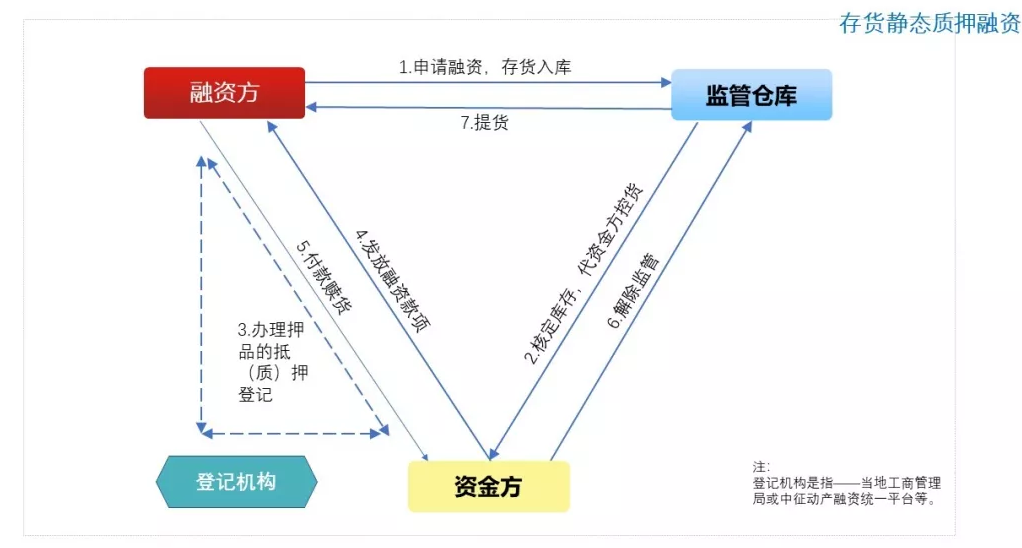 存货静态质押融资
融资方
1.申请融资，存货入库
监管仓库
7.提货
4.发放融资款项
5.付款赎货
2.核定库存，代资金方控货
6.解除监管
3.办理押
品的抵
（质）押
登记
登记机构
资金方
注：
登记机构是指——当地工商管理
局或中征动产融资统一平台等。